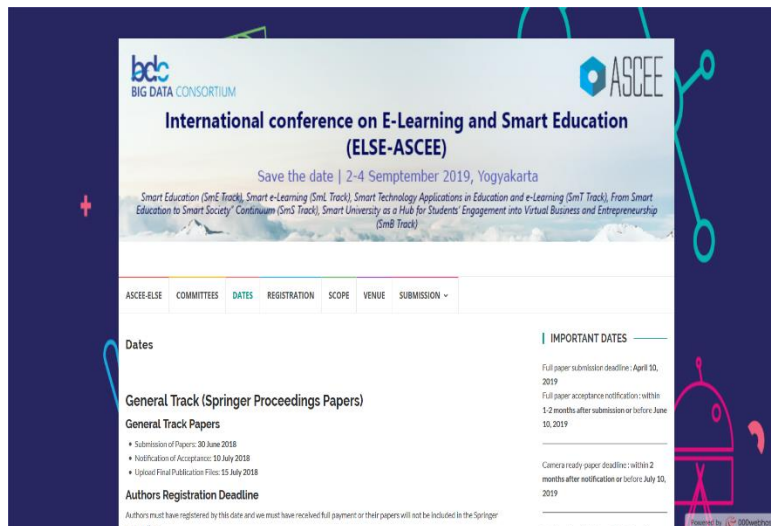 bdc
BIG DATA CONSORTIUM
ASCEE
International conference on E-Learning and Smart Education
(ELSE-ASCEE)
Save the date | 2-4 Semptember 2019, Yogyakarta
Smart Education (SmE Track), Smart e-Learning (SmL Track), Smart Technology Applications in Education and e-Learning (SmT Track), From Smart
Education to Smart Society" Continuum (SmS Track), Smart University as a Hub for Students' Engagement into Virtual Business and Entrepreneurship
(SmB Track)
ASCEE-ELSE COMMITTEES DATES REGISTRATION SCOPE VENUE SUBMISSION
Dates
General Track (Springer Proceedings Papers)
General Track Papers
Submission of Papers: 30 June 2018
Notification of Acceptance: 10 July 2018
Upload Final Publication Files: 15 July 2018
Authors Registration Deadline
Authors must have registered by this date and we must have received full payment or their papers will not be included in the Springer
IMPORTANT DATES
Full paper submission deadline : April 10,
2019
Full paper acceptance notification : within
1-2 months after submission or before June
10, 2019
Camera ready paper deadline : within 2
months after notification or before July 10,
2019
Powered by 000webhost